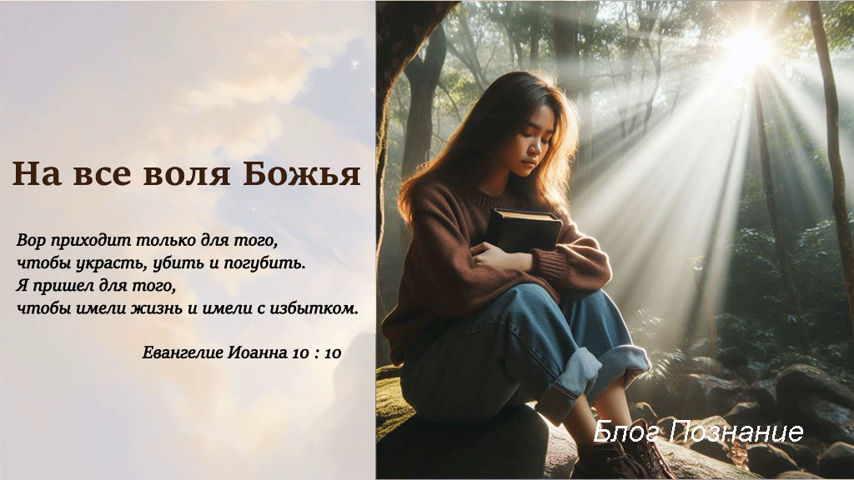 На все воля Божья
Вор приходит только для того,
чтобы украсть, убить и погубить.
Я пришел для того,
чтобы имели жизнь и имели с избытком.
Евангелие Иоанна 10 : 10
Блог Познание